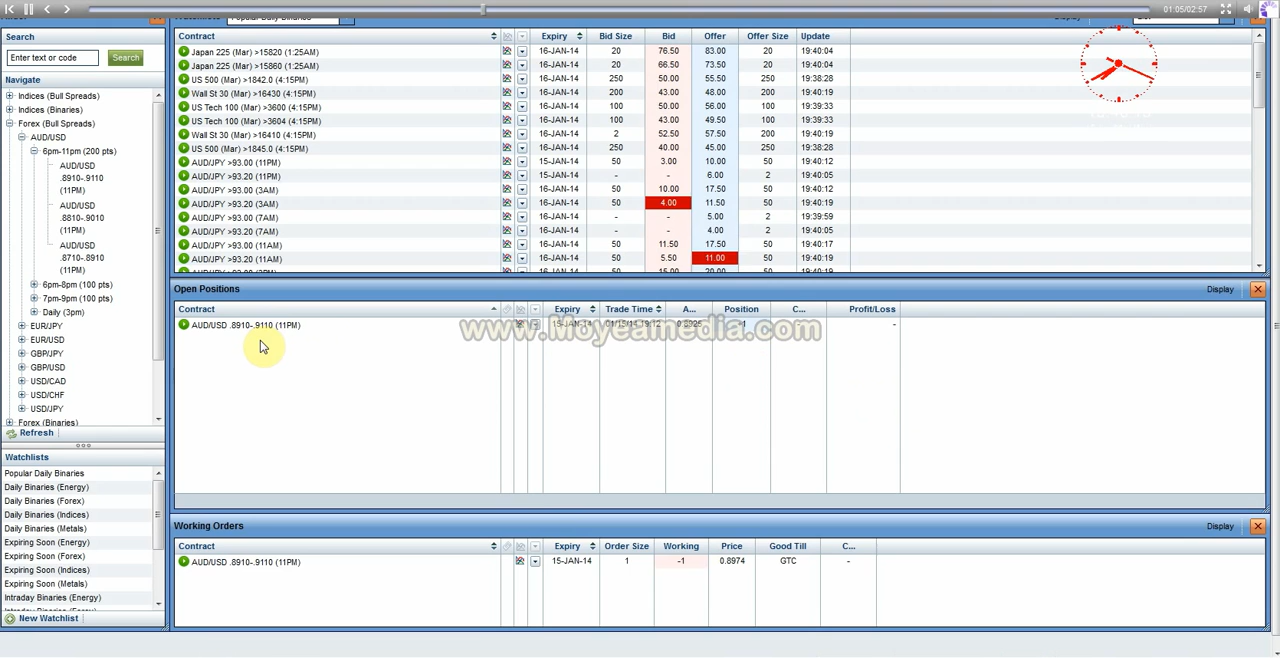 01:05/02:57
Popular Daily Binaries
Search
Enter text or code
Search
Navigate
Indices (Bull Spreads)
Indices (Binaries)
Forex (Bull Spreads)
AUD/USD
6pm-11pm (200 pts)
AUD/USD
.8910-.9110
(11PM)
AUD/USD
.8810-.9010
(11PM)
AUD/USD
.8710-.8910
(11PM)
6pm-8pm (100 pts)
7pm-9pm (100 pts)
Daily (3pm)
EUR/JPY
EUR/USD
GBP/JPY
GBP/USD
USD/CAD
USD/CHF
USD/JPY
Forex (Binaries)
Refresh
Watchlists
Popular Daily Binaries
Daily Binaries (Energy)
Daily Binaries (Forex)
Daily Binaries (Indices)
Daily Binaries (Metals)
Expiring Soon (Energy)
Expiring Soon (Forex)
Expiring Soon (Indices)
Expiring Soon (Metals)
Intraday Binaries (Energy)
New Watchlist
Contract Expiry Bid Size Bid Offer Offer Size Update
Japan 225 (Mar) >15820 (1:25AM) 16-JAN-14 20 76.50 83.00 20 19:40:04
Japan 225 (Mar) >15860 (1:25AM) 16-JAN-14 20 66.50 73.50 20 19:40:04
US 500 (Mar) >1842.0 (4:15PM) 16-JAN-14 250 50.00 55.50 250 19:38:28
Wall St 30 (Mar) >16430 (4:15PM) 16-JAN-14 200 43.00 48.00 200 19:40:19
US Tech 100 (Mar) >3600 (4:15PM) 16-JAN-14 100 50.00 56.00 100 19:39:33
US Tech 100 (Mar) >3604 (4:15PM) 16-JAN-14 100 43.00 49.50 100 19:39:33
Wall St 30 (Mar) >16410 (4:15PM) 16-JAN-14 2 52.50 57.50 200 19:40:19
US 500 (Mar) >1845.0 (4:15PM) 16-JAN-14 250 40.00 45.00 250 19:38:28
AUD/JPY >93.00 (11PM) 15-JAN-14 50 3.00 10.00 50 19:40:12
AUD/JPY >93.20 (11PM) 15-JAN-14 - - 6.00 2 19:40:05
AUD/JPY >93.00 (3AM) 16-JAN-14 50 10.00 17.50 50 19:40:12
AUD/JPY >93.20 (3AM) 16-JAN-14 50 4.00 11.50 50 19:40:19
AUD/JPY >93.00 (7AM) 16-JAN-14 - - 5.00 2 19:39:59
AUD/JPY >93.20 (7AM) 16-JAN-14 - - 4.00 2 19:40:05
AUD/JPY >93.00 (11AM) 16-JAN-14 50 11.50 17.50 50 19:40:17
AUD/JPY >93.20 (11AM) 16-JAN-14 50 5.50 11.00 50 19:40:19
Open Positions Display
Contract Expiry Trade Time A... Position C... Profit/Loss
AUD/USD .8910-.9110 (11PM) 15-JAN-14 01/15/14 19:12 0.8925 -1 -
www.Moyeamedia.com
Working Orders Display
Contract Expiry Order Size Working Price Good Till C...
AUD/USD .8910-.9110 (11PM) 15-JAN-14 1 -1 0.8974 GTC -